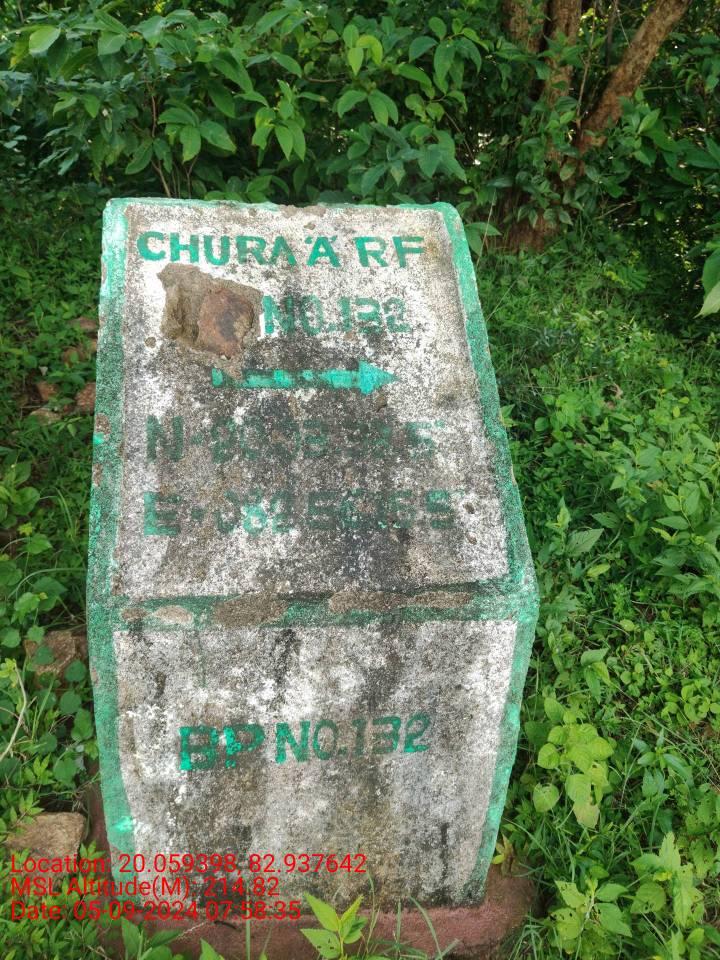 CHURA'A RF
NO.132
BP NO.132
Location: 20.059398, 82.937642
MSL Altitude(M): 214.82
Date: 05-09-2024 07:58:35